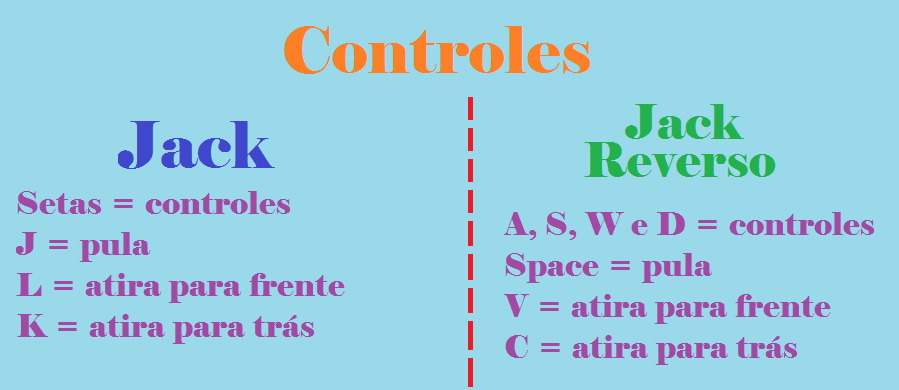 Controles
Jack
Setas = controles
J = pula
L = atira para frente
K = atira para trás
Jack
Reverso
A, S, W e D = controles
Space = pula
V = atira para frente
C = atira para trás